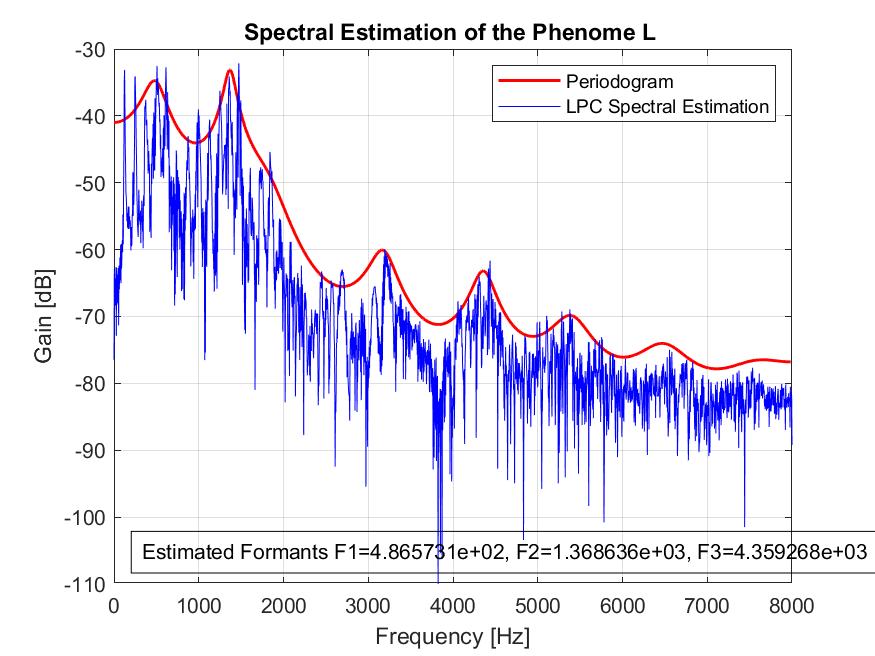 Spectral Estimation of the Phenome L
Periodogram
LPC Spectral Estimation
-30
-40
-50
-60
-70
-80
-90
-100
-110
Gain [dB]
Estimated Formants F1=4.865731e+02, F2=1.368636e+03, F3=4.359268e+03
0 1000 2000 3000 4000 5000 6000 7000 8000
Frequency [Hz]